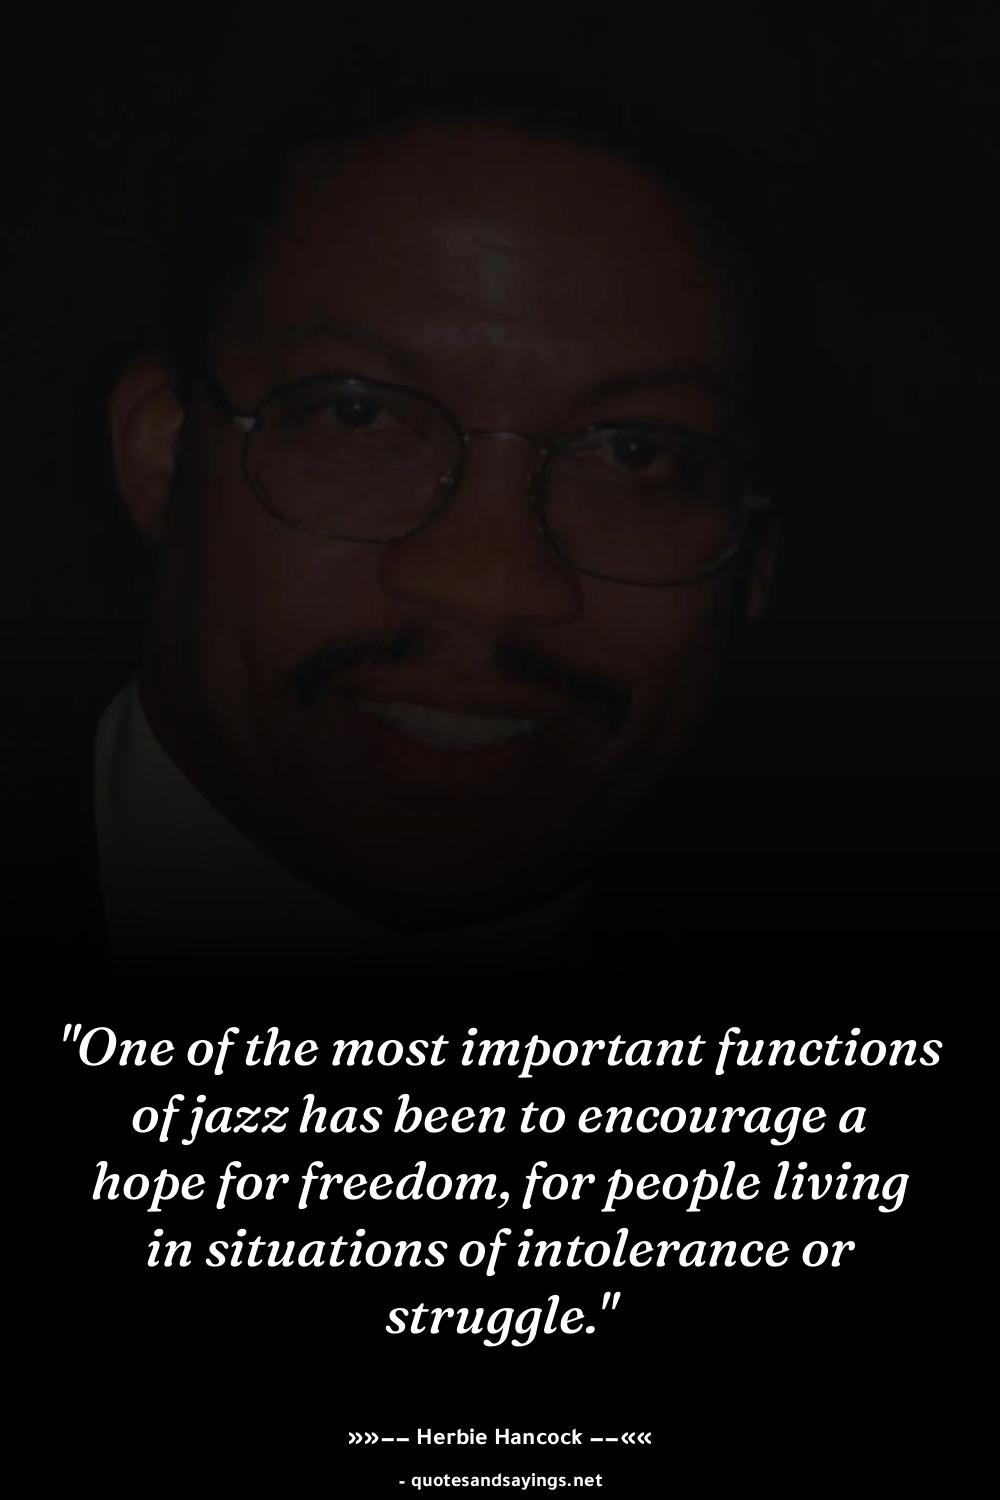 "One of the most important functions
of jazz has been to encourage a
hope for freedom, for people living
in situations of intolerance or
struggle."
»»−− Herbie Hancock −−««
- quotesandsayings.net